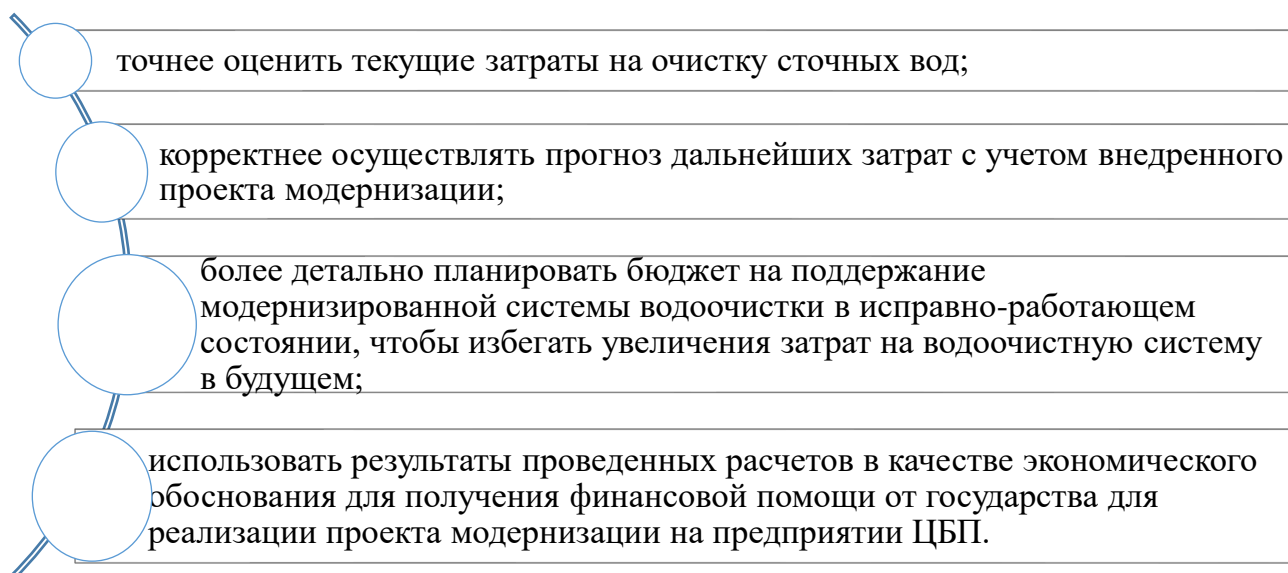 точнее оценить текущие затраты на очистку сточных вод;
корректнее осуществлять прогноз дальнейших затрат с учетом внедренного
проекта модернизации;
более детально планировать бюджет на поддержание
модернизированной системы водоочистки в исправно-работающем
состоянии, чтобы избегать увеличения затрат на водоочистную систему
в будущем;
использовать результаты проведенных расчетов в качестве экономического
обоснования для получения финансовой помощи от государства для
реализации проекта модернизации на предприятии ЦБП.